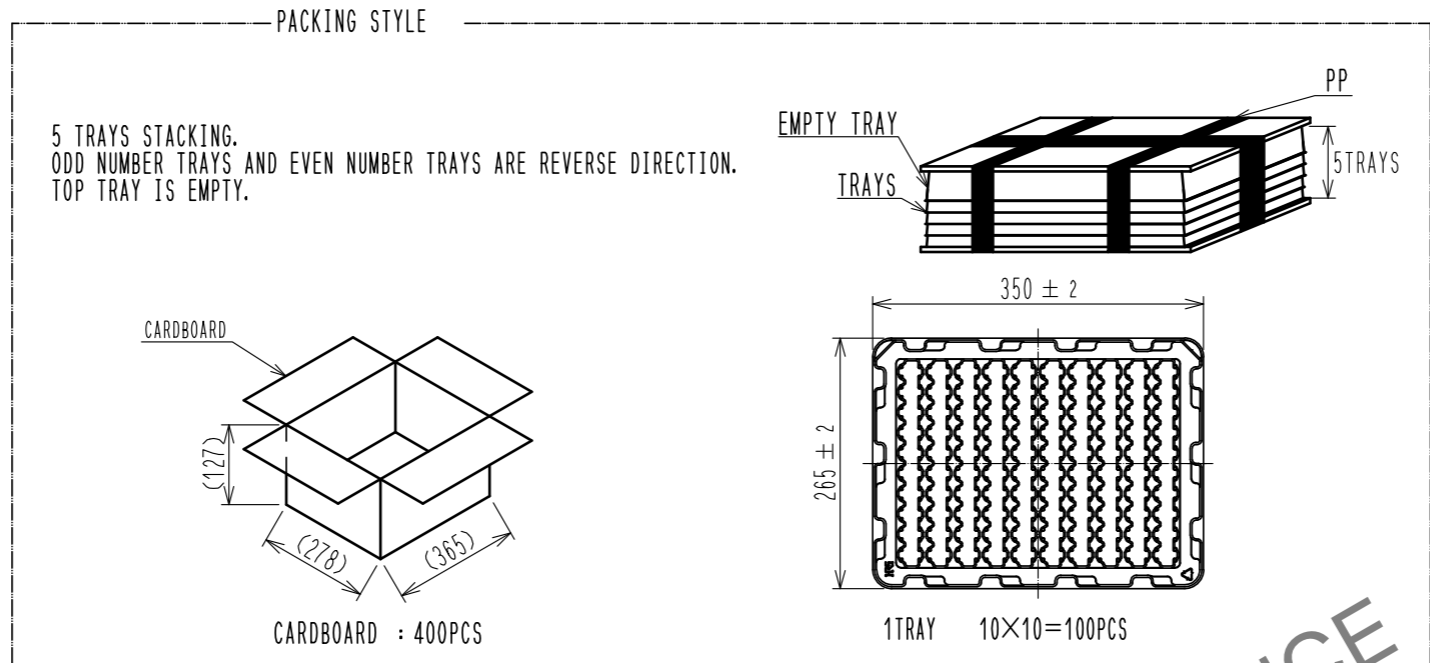 PACKING STYLE
5 TRAYS STACKING.
ODD NUMBER TRAYS AND EVEN NUMBER TRAYS ARE REVERSE DIRECTION.
TOP TRAY IS EMPTY.
PP
EMPTY TRAY
TRAYS
5TRAYS
350 ± 2
265 ± 2
CARDBOARD
(127)
(278)
(365)
CARDBOARD : 400PCS
1TRAY 10×10=100PCS